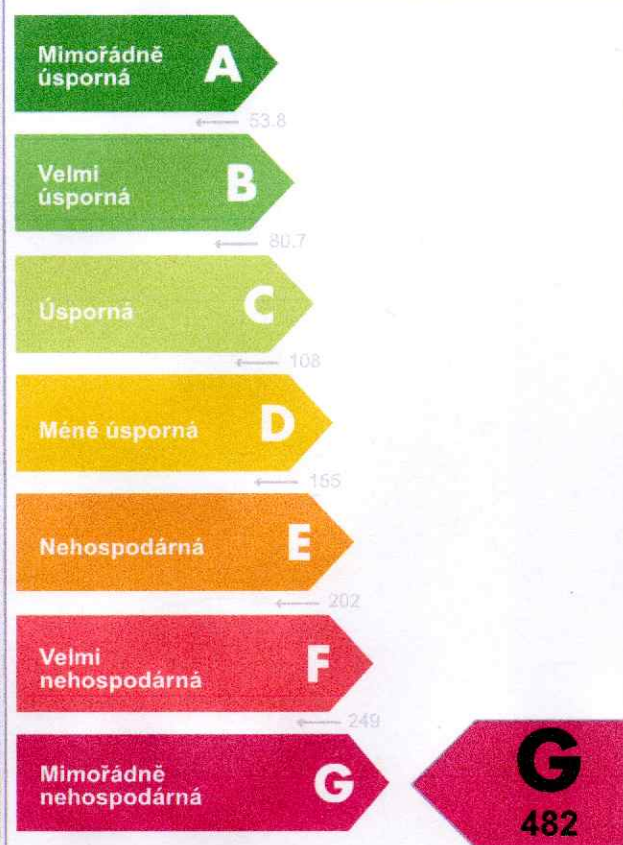 Mimořádně
úsporná
A
53.8
Velmi
úsporná
B
80.7
Úsporná
C
108
Méně úsporná
D
155
Nehospodárná
E
202
Velmi
nehospodárná
F
249
Mimořádně
nehospodárná
G
G
482